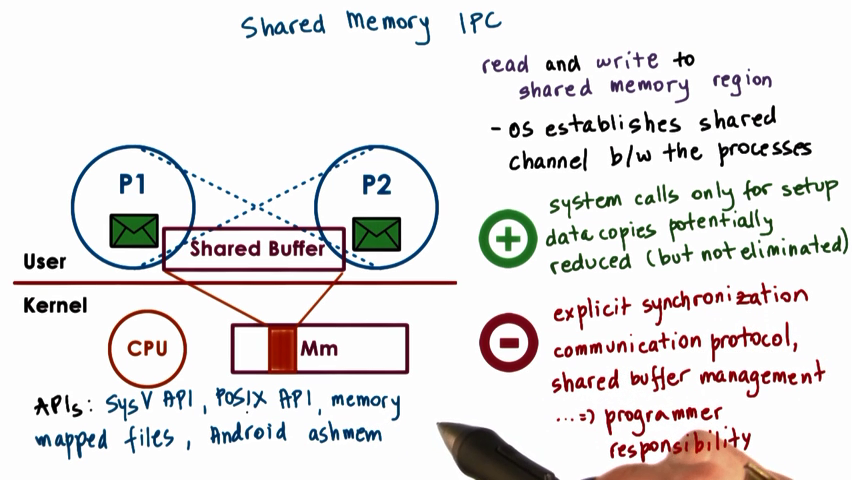 Shared Memory IPC
read and write to
shared memory region
- OS establishes shared
channel b/w the processes
P1
P2
Shared Buffer
User
Kernel
CPU
Mm
+
system calls only for setup
data copies potentially
reduced (but not eliminated)
-
explicit synchronization
communication protocol,
shared buffer management
...=) programmer
responsibility
APIs: SysV API, POSIX API, memory
mapped files, Android ashmem